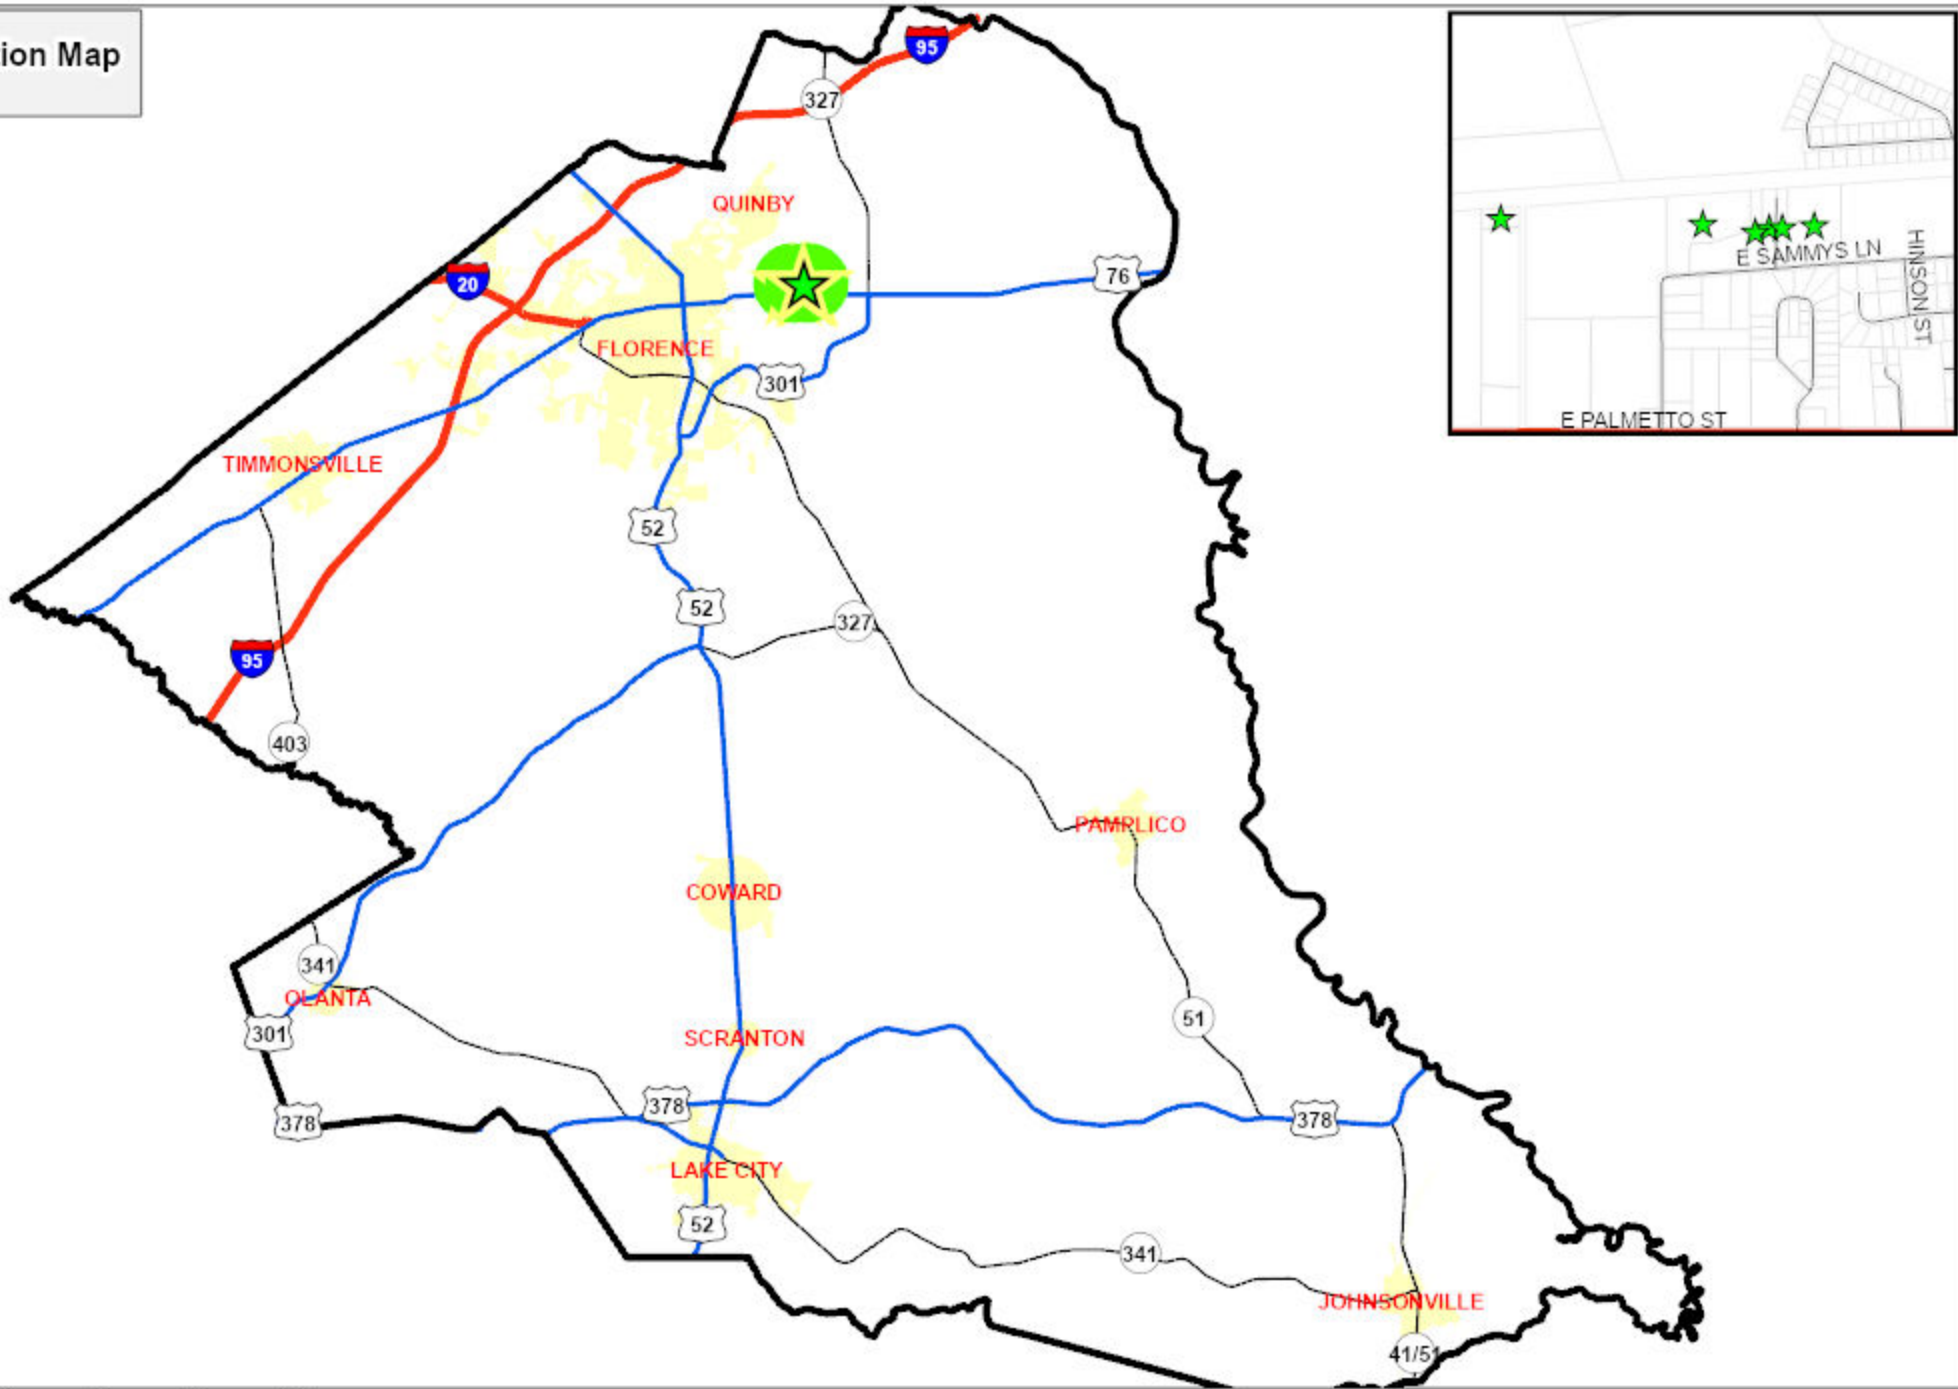 ion Map
95
327
QUINBY
20
76
FLORENCE
301
TIMMONSVILLE
52
52
327
95
403
PAMPLICO
COWARD
341
OLANTA
301
51
SCRANTON
378
378
378
LAKE CITY
52
341
JOHNSONVILLE
41/51
E SAMMYS LN
HINSON ST
E PALMETTO ST